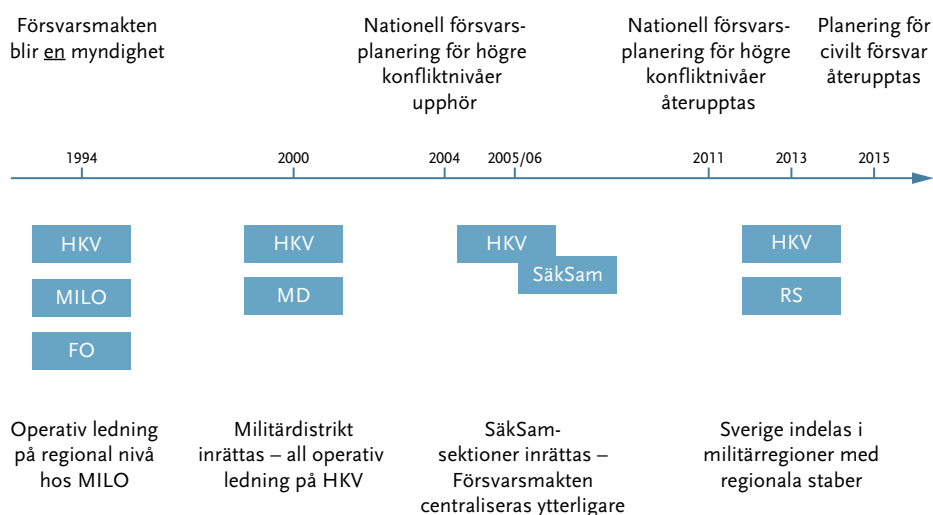 Försvarsmakten
blir en myndighet
Nationell försvars-
planering för högre
konfliktnivåer
upphör
Nationell försvars-
planering för högre
konfliktnivåer
återupptas
Planering för
civilt försvar
återupptas
1994
2000
2004
2005/06
2011
2013
2015
HKV
MILO
FO
HKV
MD
HKV
SäkSam
HKV
RS
Operativ ledning
på regional nivå
hos MILO
Militärdistrikt
inrättas – all operativ
ledning på HKV
SäkSam-
sektioner inrättas –
Försvarsmakten
centraliseras ytterligare
Sverige indelas i
militärregioner med
regionala staber